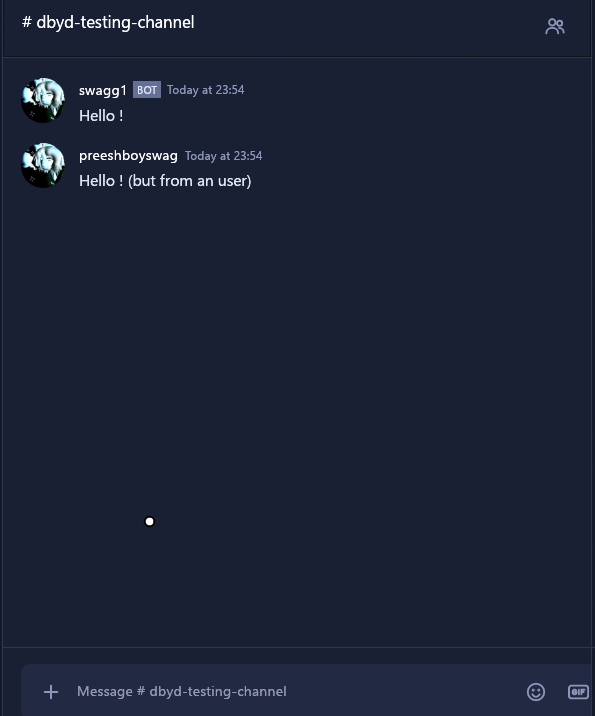 # dbyd-testing-channel
swagg1 BOT Today at 23:54
Hello !
preeshboyswag Today at 23:54
Hello ! (but from an user)
Message # dbyd-testing-channel GIF